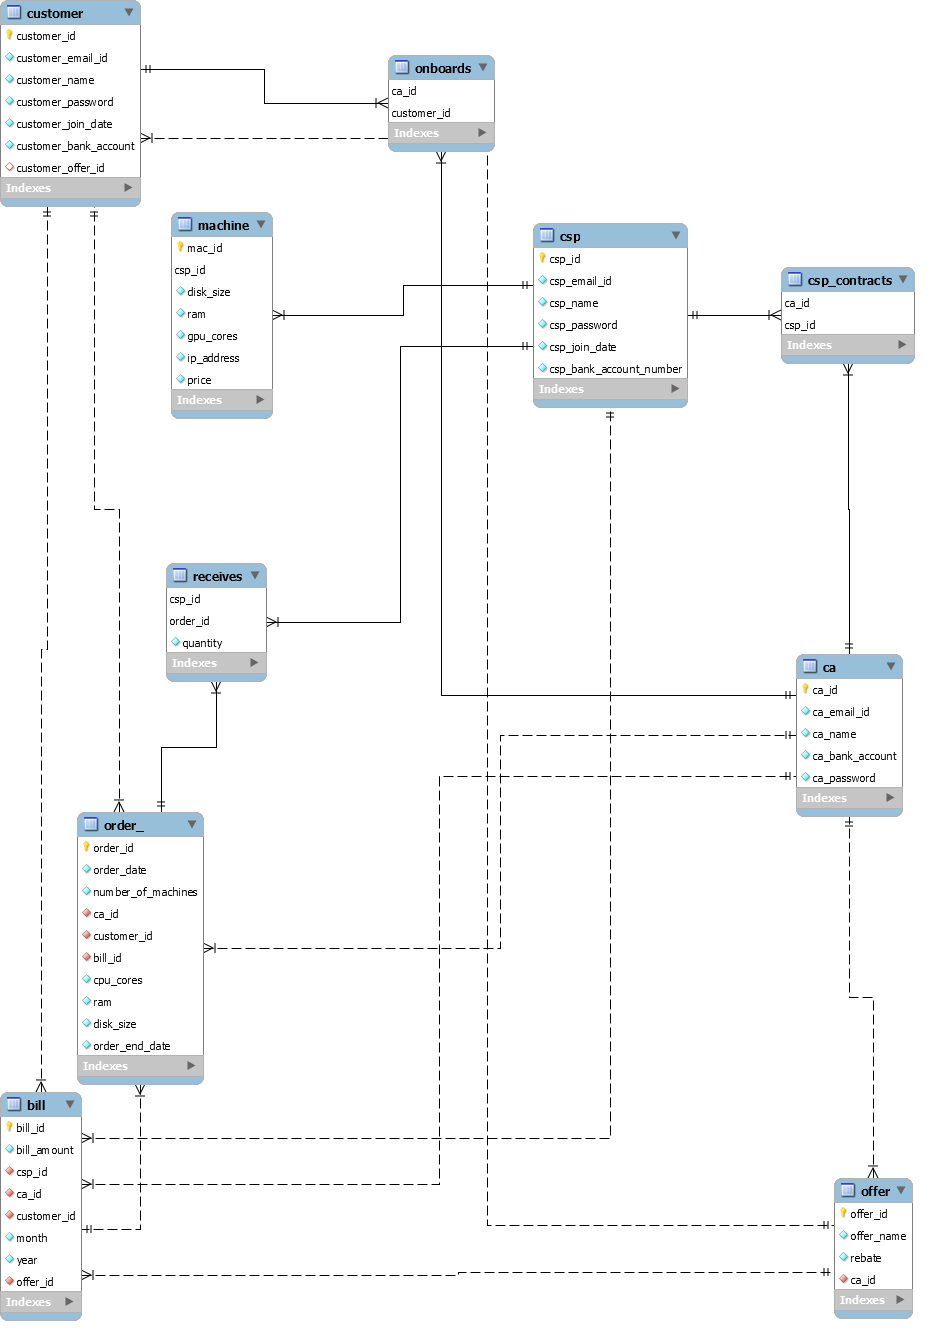 customer
customer_id
customer_email_id
customer_name
customer_password
customer_join_date
customer_bank_account
customer_offer_id
Indexes
onboards
ca_id
customer_id
Indexes
machine
mac_id
csp_id
disk_size
ram
gpu_cores
ip_address
price
Indexes
csp
csp_id
csp_email_id
csp_name
csp_password
csp_join_date
csp_bank_account_number
Indexes
csp_contracts
ca_id
csp_id
Indexes
receives
csp_id
order_id
quantity
Indexes
ca
ca_id
ca_email_id
ca_name
ca_bank_account
ca_password
Indexes
order_
order_id
order_date
number_of_machines
ca_id
customer_id
bill_id
cpu_cores
ram
disk_size
order_end_date
Indexes
bill
bill_id
bill_amount
csp_id
ca_id
customer_id
month
year
offer_id
Indexes
offer
offer_id
offer_name
rebate
ca_id
Indexes